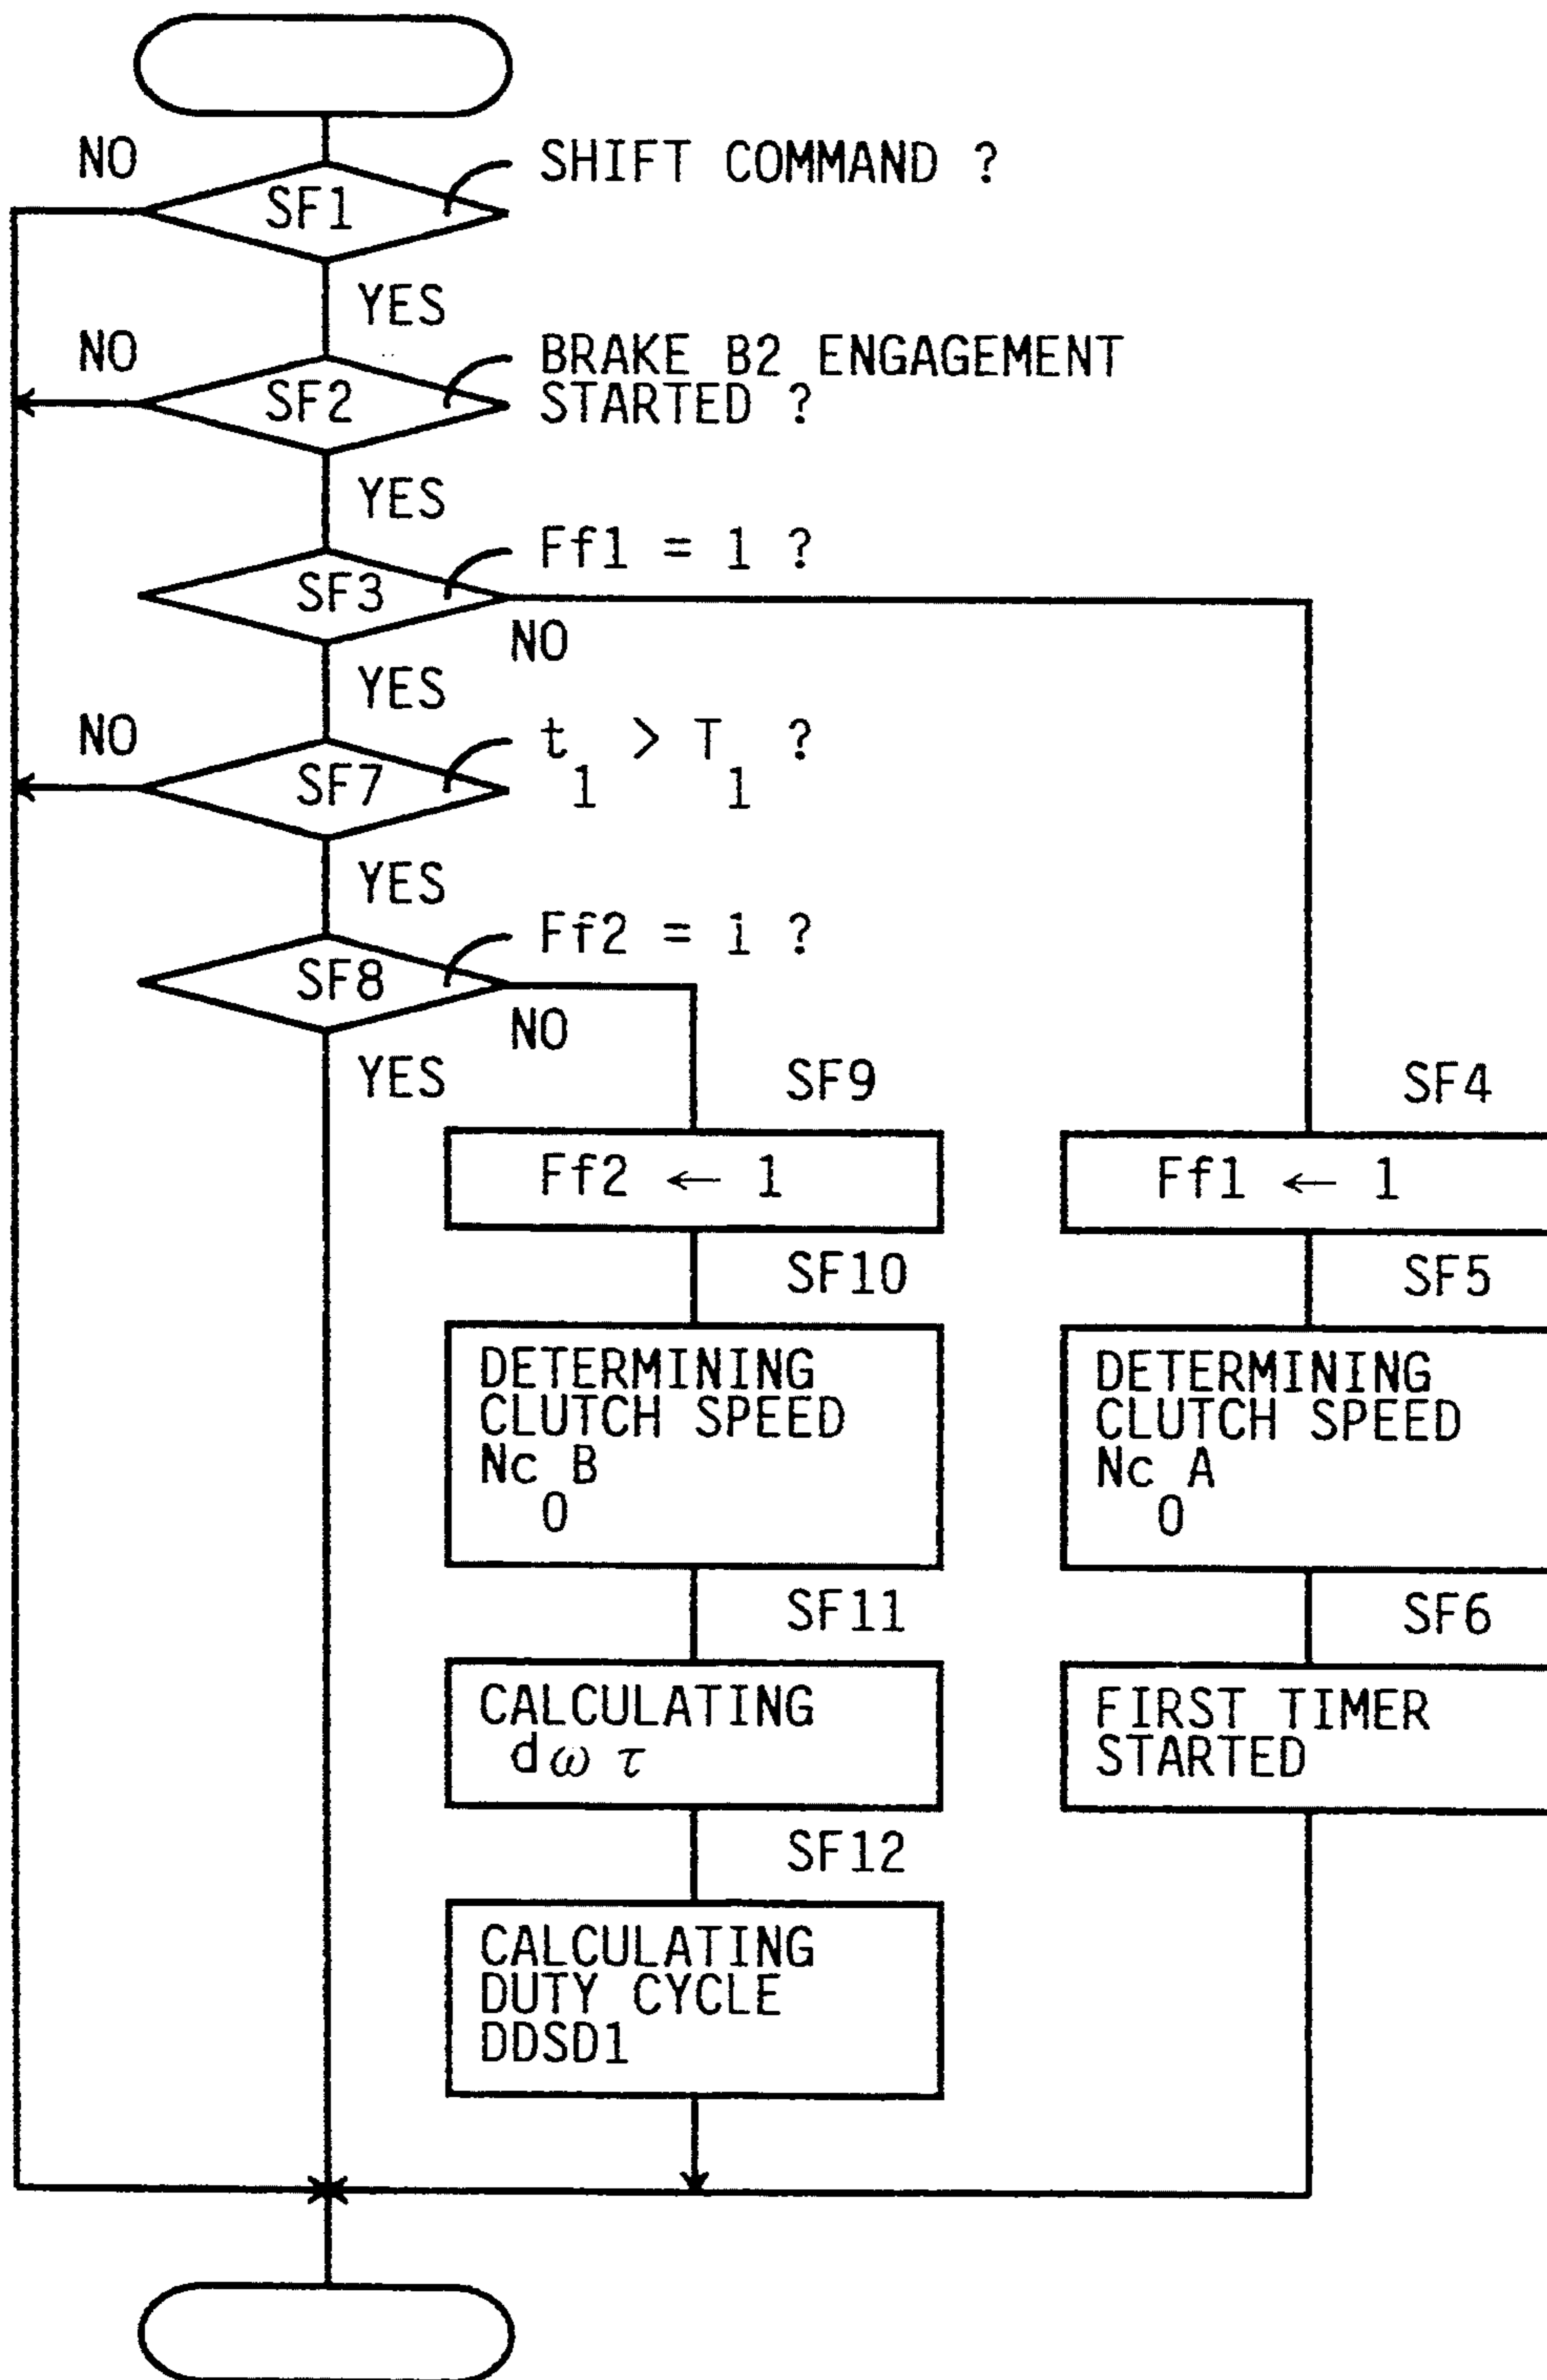 NO
SHIFT COMMAND ?
SF1
YES
NO
BRAKE B2 ENGAGEMENT
STARTED ?
SF2
YES
Ff1 = 1 ?
SF3
NO
YES
NO
t₁ > T₁ ?
SF7
YES
Ff2 = 1 ?
SF8
NO
YES
SF9
Ff2 ← 1
SF10
DETERMINING
CLUTCH SPEED
Nc₀B
SF11
CALCULATING
dωτ
SF12
CALCULATING
DUTY CYCLE
DDSD1
SF4
Ff1 ← 1
SF5
DETERMINING
CLUTCH SPEED
Nc₀A
SF6
FIRST TIMER
STARTED